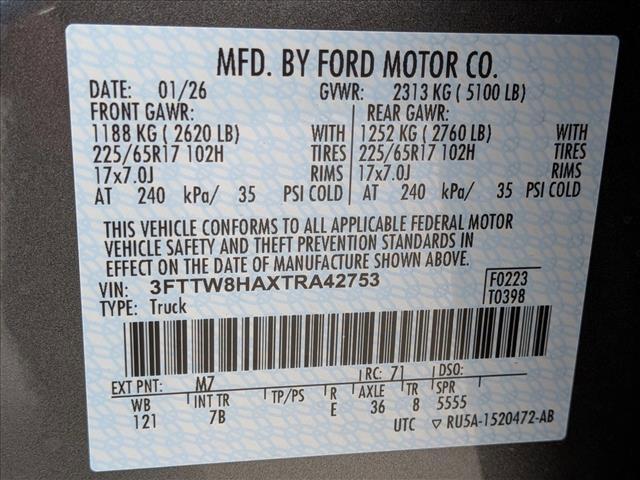 MFD. BY FORD MOTOR CO.
DATE: 01/26 GVWR: 2313 KG ( 5100 LB)
FRONT GAWR: REAR GAWR:
1188 KG ( 2620 LB) WITH 1252 KG ( 2760 LB) WITH
225/65R17 102H TIRES 225/65R17 102H TIRES
17x7.0J RIMS 17x7.0J RIMS
AT 240 kPa/ 35 PSI COLD AT 240 kPa/ 35 PSI COLD
THIS VEHICLE CONFORMS TO ALL APPLICABLE FEDERAL MOTOR
VEHICLE SAFETY AND THEFT PREVENTION STANDARDS IN
EFFECT ON THE DATE OF MANUFACTURE SHOWN ABOVE.
VIN: 3FTTW8HAXTRA42753 F0223
TYPE: Truck T0398
EXT PNT: M7 RC: 71 DSO:
WB INT TR TP/PS R AXLE TR SPR
121 7B E 36 8 5555
UTC ▽ RU5A-1520472-AB